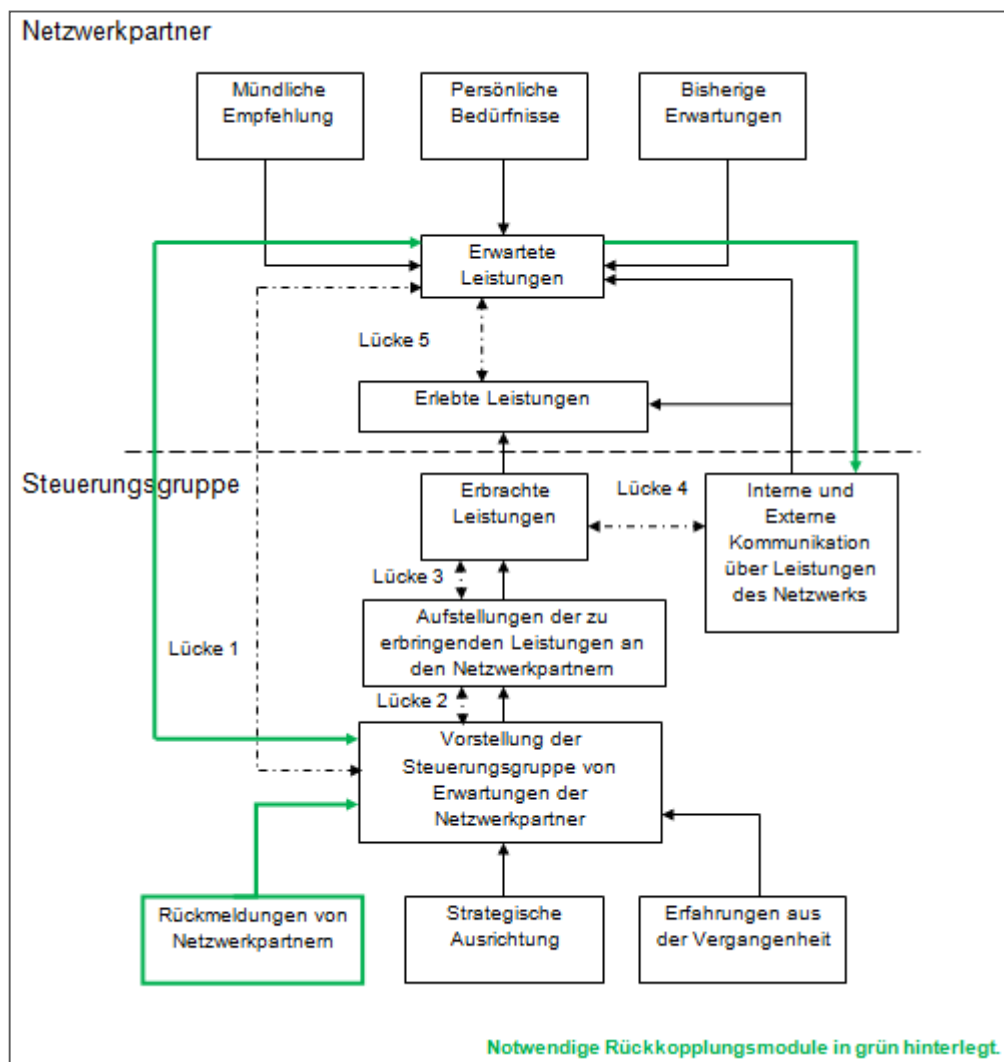 Netzwerkpartner
Mündliche
Empfehlung
Persönliche
Bedürfnisse
Bisherige
Erwartungen
Erwartete
Leistungen
Lücke 5
Erlebte Leistungen
Steuerungsgruppe
Erbrachte
Leistungen
Lücke 4
Interne und
Externe
Kommunikation
über Leistungen
des Netzwerks
Lücke 3
Aufstellungen der zu
erbringenden Leistungen an
den Netzwerkpartnern
Lücke 1
Lücke 2
Vorstellung der
Steuerungsgruppe von
Erwartungen der
Netzwerkpartner
Rückmeldungen von
Netzwerkpartnern
Strategische
Ausrichtung
Erfahrungen aus
der Vergangenheit
Notwendige Rückkopplungsmodule in grün hinterlegt.